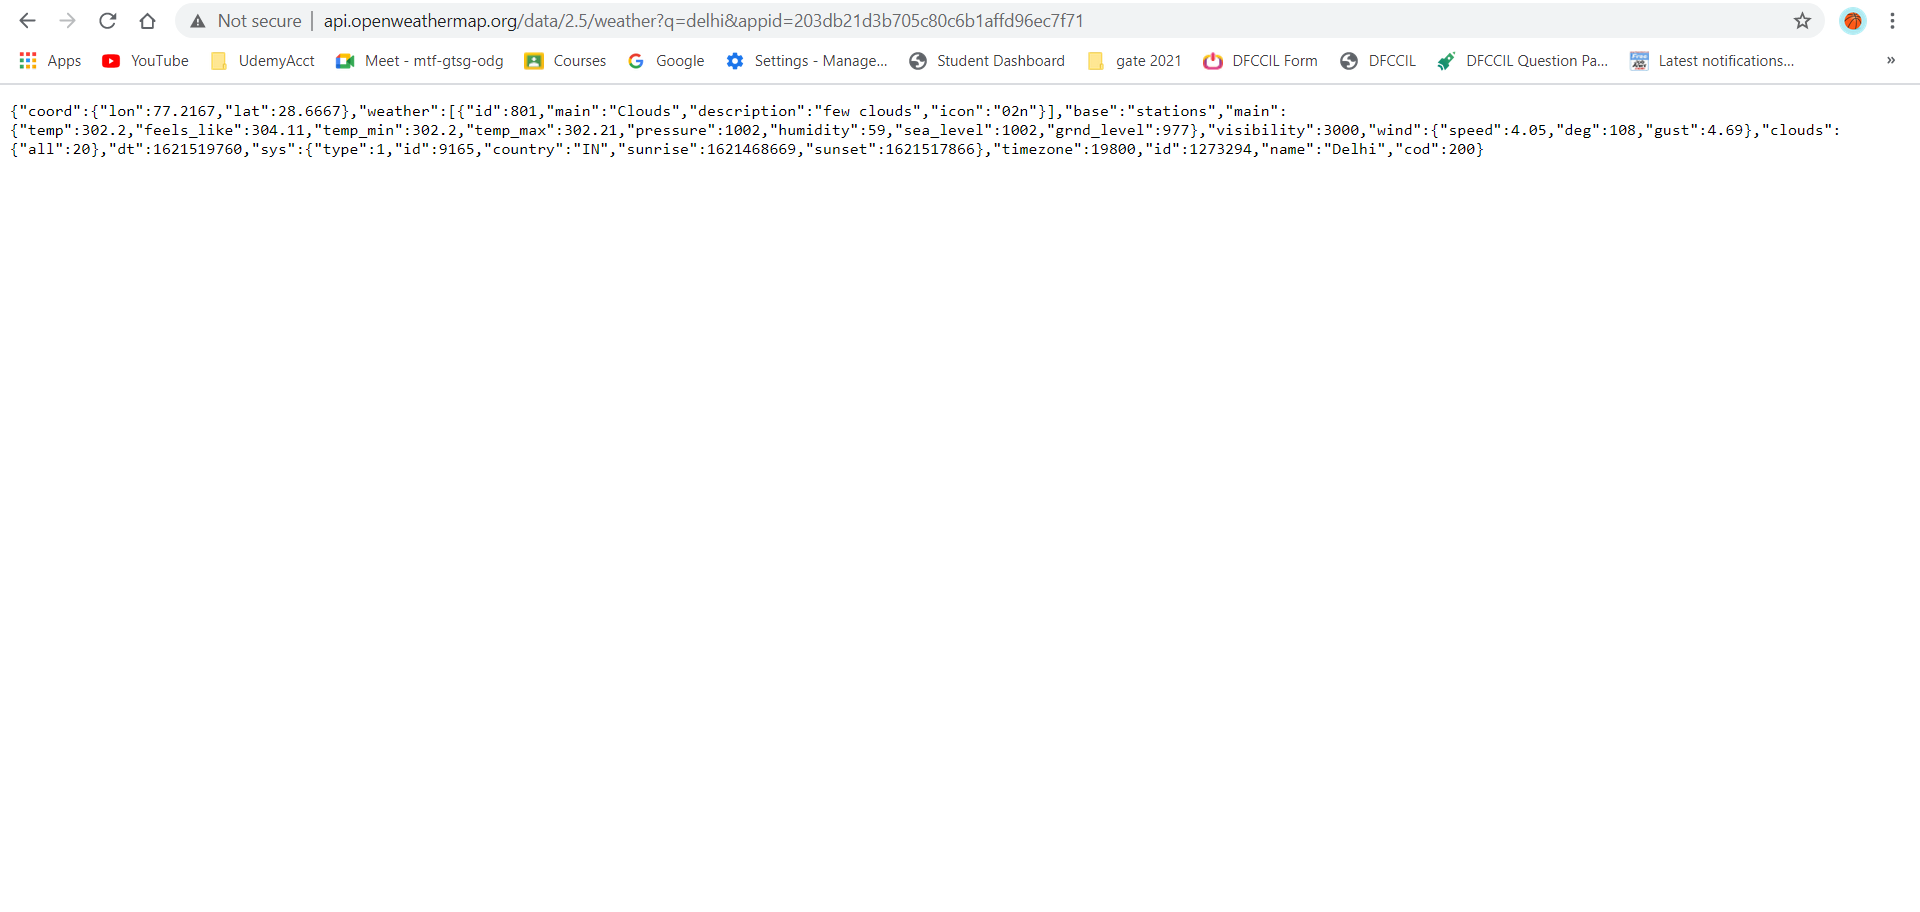 Not secure | api.openweathermap.org/data/2.5/weather?q=delhi&appid=203db21d3b705c80c6b1affd96ec7f71
Apps YouTube UdemyAcct Meet - mtf-gtsg-odg Courses Google Settings - Manage... Student Dashboard gate 2021 DFCCIL Form DFCCIL DFCCIL Question Pa... Latest notifications... »
{"coord":{"lon":77.2167,"lat":28.6667},"weather":[{"id":801,"main":"Clouds","description":"few clouds","icon":"02n"}],"base":"stations","main":
{"temp":302.2,"feels_like":304.11,"temp_min":302.2,"temp_max":302.21,"pressure":1002,"humidity":59,"sea_level":1002,"grnd_level":977},"visibility":3000,"wind":{"speed":4.05,"deg":108,"gust":4.69},"clouds":
{"all":20},"dt":1621519760,"sys":{"type":1,"id":9165,"country":"IN","sunrise":1621468669,"sunset":1621517866},"timezone":19800,"id":1273294,"name":"Delhi","cod":200}